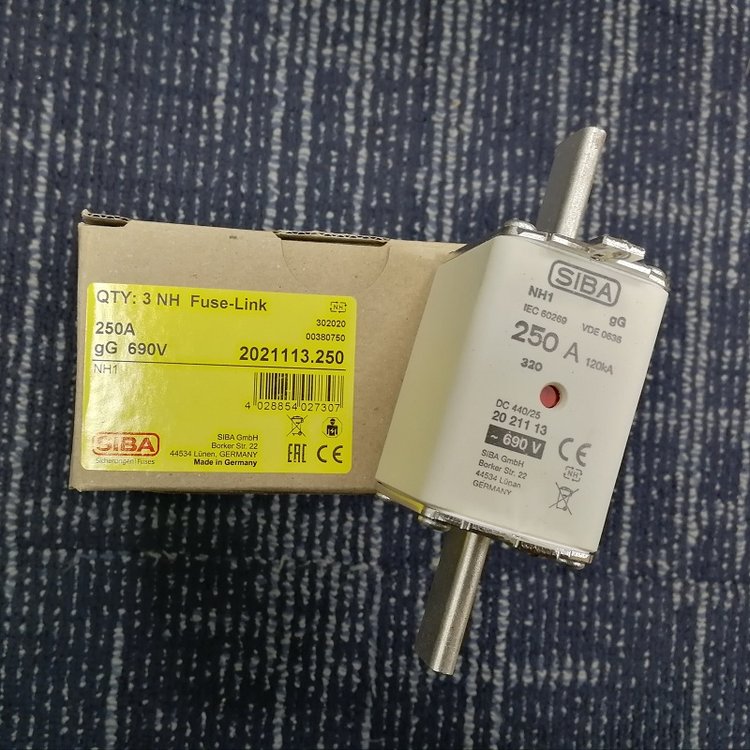 QTY: 3 NH Fuse-Link
NH
302020
00380750
250A
gG 690V
2021113.250
NH1
4 028854 027307
SIBA
Sicherungen | Fuses
SIBA GmbH
Borker Str. 22
44534 Lünen, GERMANY
Made in Germany
EAC CE
SIBA
NH1
gG
IEC 60269 VDE 0636
250 A 120kA
320
DC 440/25
20 211 13
~ 690 V
CE
SIBA GmbH
Borker Str. 22
44534 Lünen
GERMANY
NH